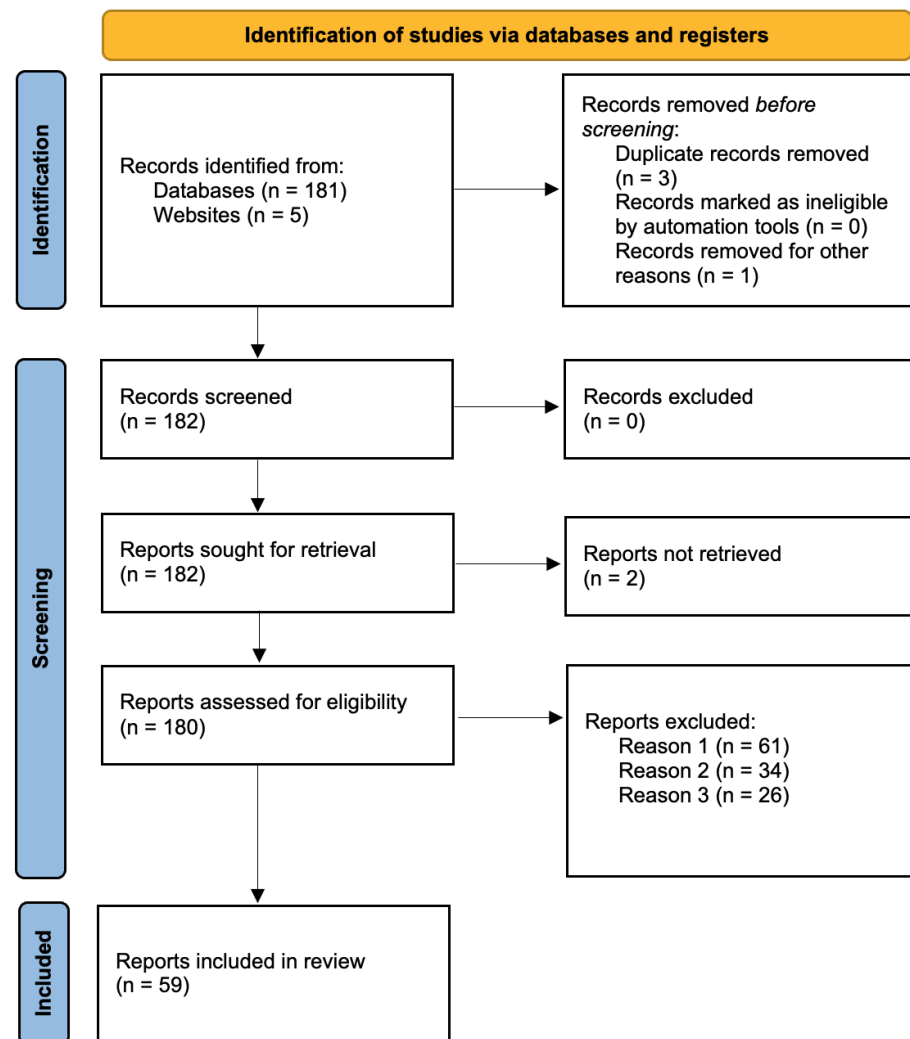 Identification of studies via databases and registers
Identification
Records identified from:
Databases (n = 181)
Websites (n = 5)
Records removed before
screening:
Duplicate records removed
(n = 3)
Records marked as ineligible
by automation tools (n = 0)
Records removed for other
reasons (n = 1)
Screening
Records screened
(n = 182)
Records excluded
(n = 0)
Reports sought for retrieval
(n = 182)
Reports not retrieved
(n = 2)
Reports assessed for eligibility
(n = 180)
Reports excluded:
Reason 1 (n = 61)
Reason 2 (n = 34)
Reason 3 (n = 26)
Included
Reports included in review
(n = 59)